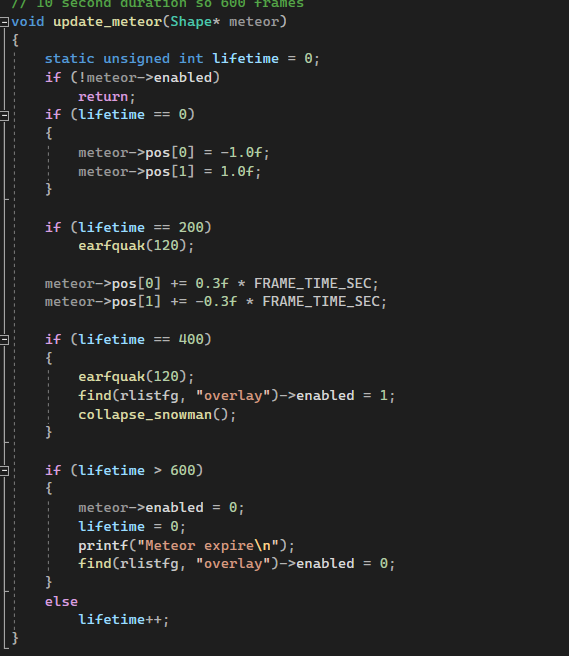 // 10 second duration so 600 frames
void update_meteor(Shape* meteor)
{
    static unsigned int lifetime = 0;
    if (!meteor->enabled)
        return;
    if (lifetime == 0)
    {
        meteor->pos[0] = -1.0f;
        meteor->pos[1] = 1.0f;
    }

    if (lifetime == 200)
        earfquak(120);

    meteor->pos[0] += 0.3f * FRAME_TIME_SEC;
    meteor->pos[1] += -0.3f * FRAME_TIME_SEC;

    if (lifetime == 400)
    {
        earfquak(120);
        find(rlistfg, "overlay")->enabled = 1;
        collapse_snowman();
    }

    if (lifetime > 600)
    {
        meteor->enabled = 0;
        lifetime = 0;
        printf("Meteor expire\n");
        find(rlistfg, "overlay")->enabled = 0;
    }
    else
        lifetime++;
}